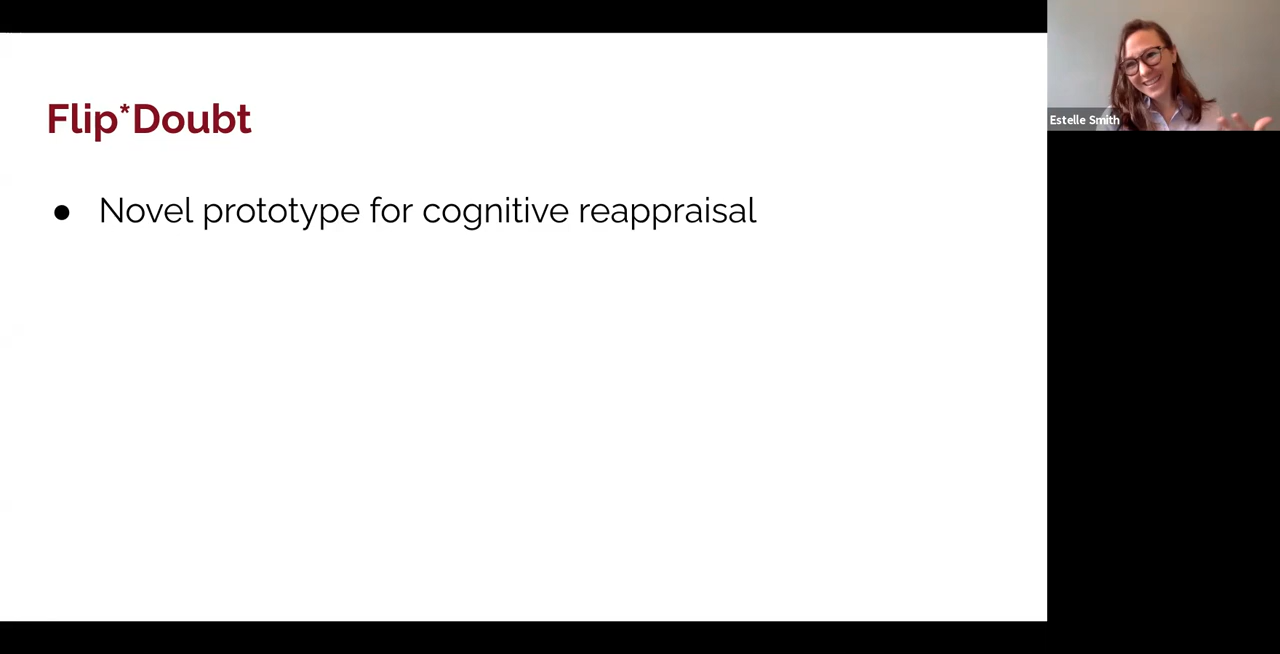 Flip*Doubt
● Novel prototype for cognitive reappraisal
Estelle Smith